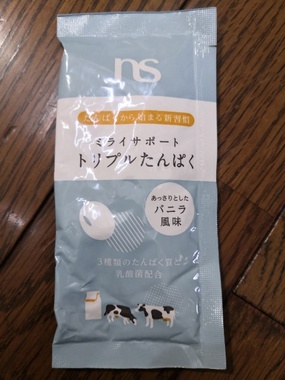 ns
たんぱくから始まる新習慣
ミライサポート
トリプルたんぱく
あっさりとした
バニラ
風味
3種類のたんぱく質と
乳酸菌配合